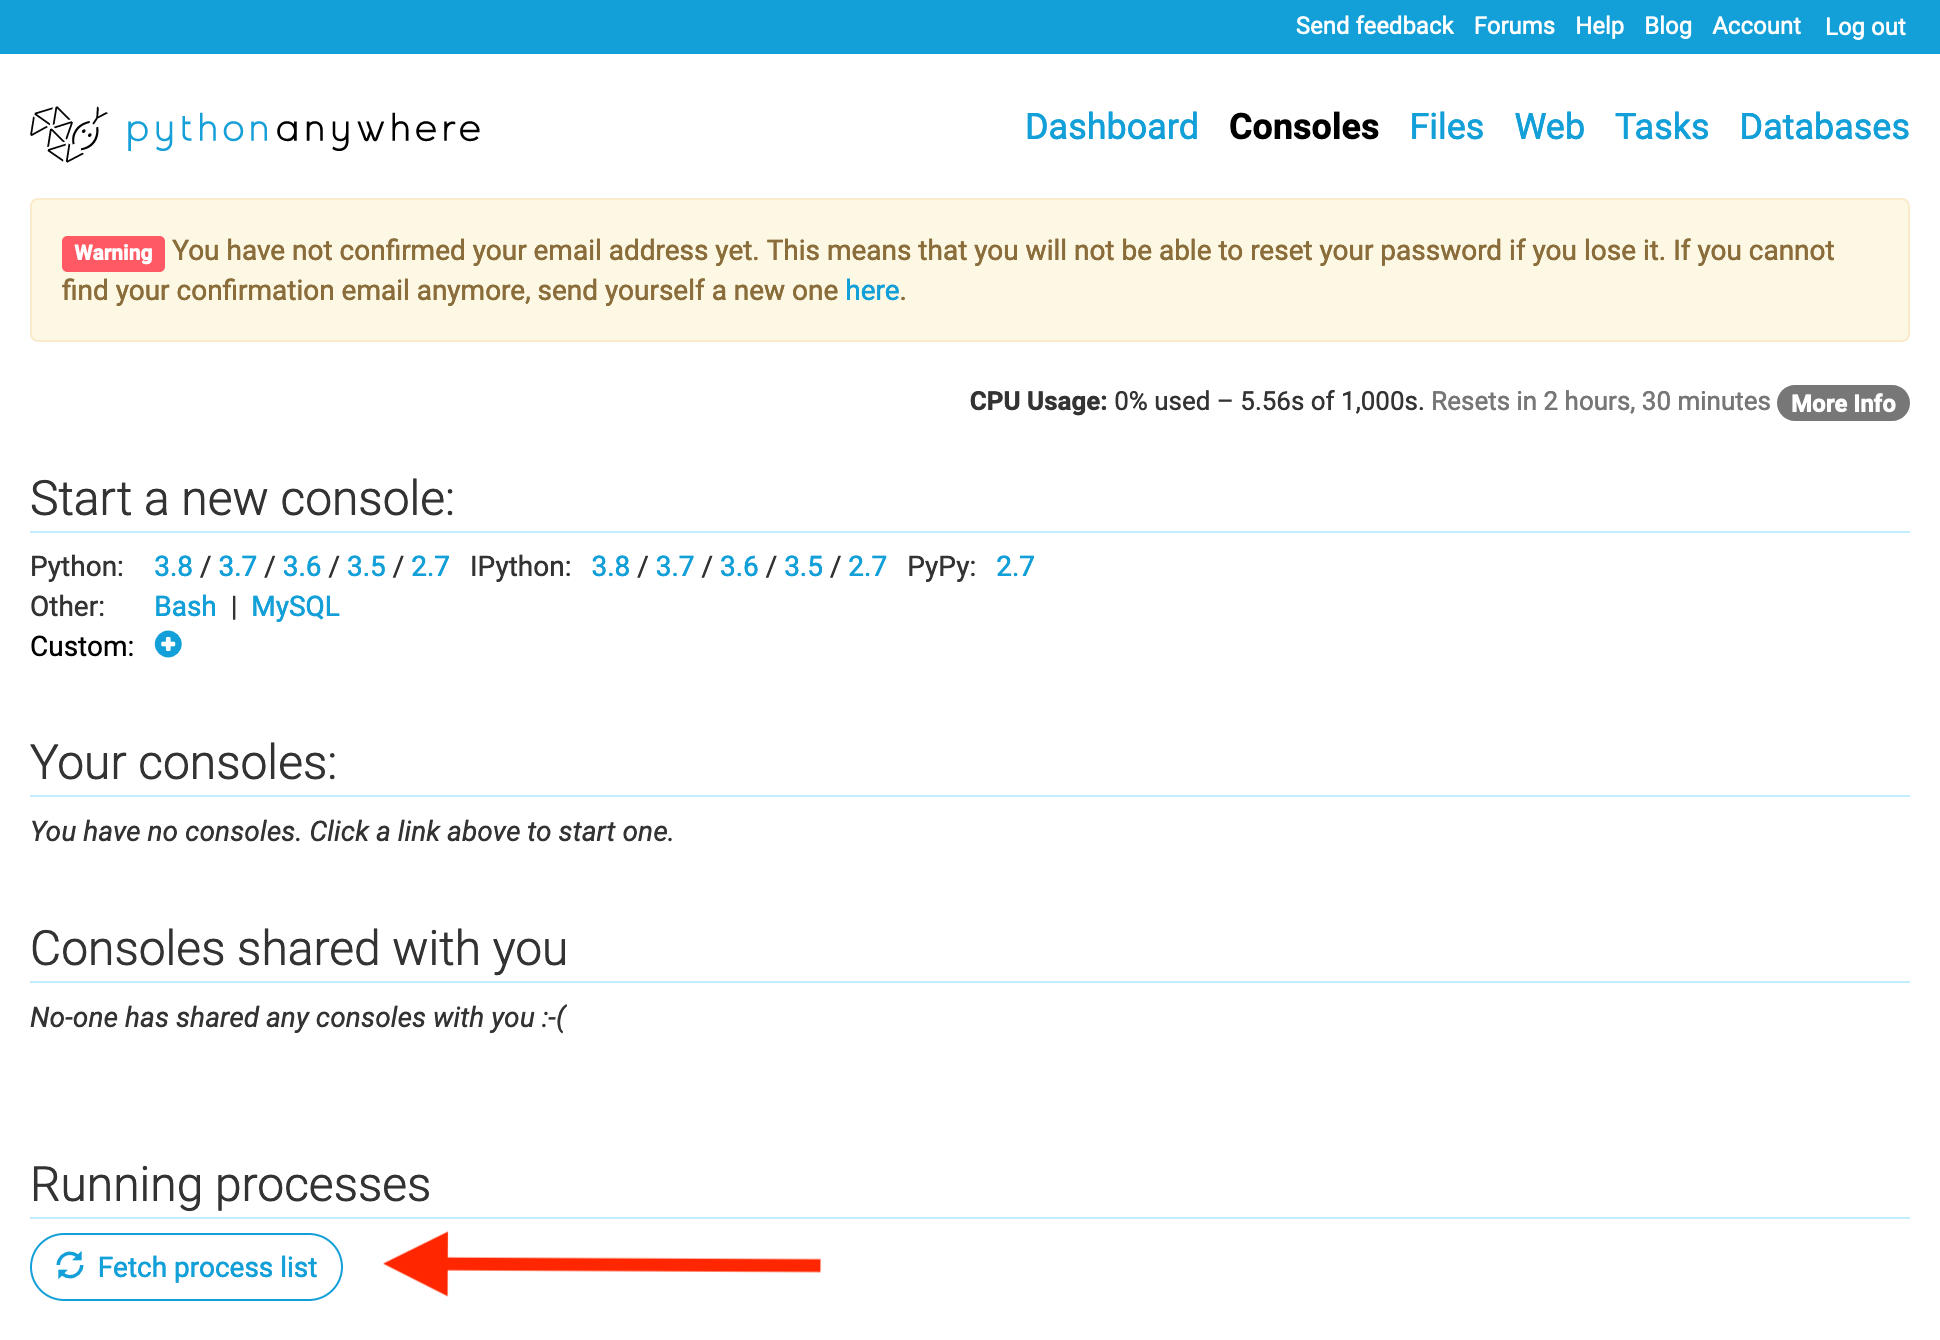 Send feedback Forums Help Blog Account Log out
pythonanywhere
Dashboard Consoles Files Web Tasks Databases
Warning You have not confirmed your email address yet. This means that you will not be able to reset your password if you lose it. If you cannot
find your confirmation email anymore, send yourself a new one here.
CPU Usage: 0% used – 5.56s of 1,000s. Resets in 2 hours, 30 minutes More Info
Start a new console:
Python: 3.8 / 3.7 / 3.6 / 3.5 / 2.7 IPython: 3.8 / 3.7 / 3.6 / 3.5 / 2.7 PyPy: 2.7
Other: Bash | MySQL
Custom:
Your consoles:
You have no consoles. Click a link above to start one.
Consoles shared with you
No-one has shared any consoles with you :-(
Running processes
Fetch process list